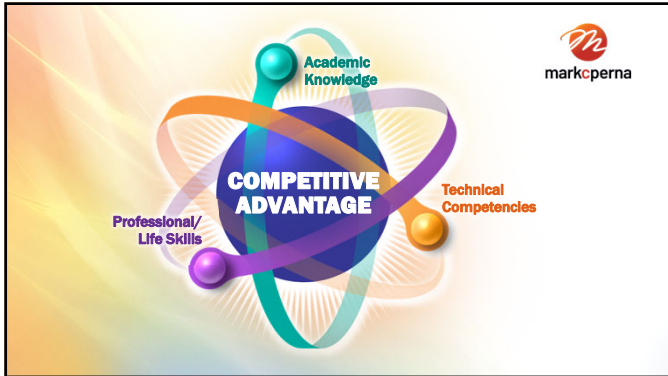 Academic
Knowledge
markcperna
COMPETITIVE
ADVANTAGE
Technical
Competencies
Professional/
Life Skills